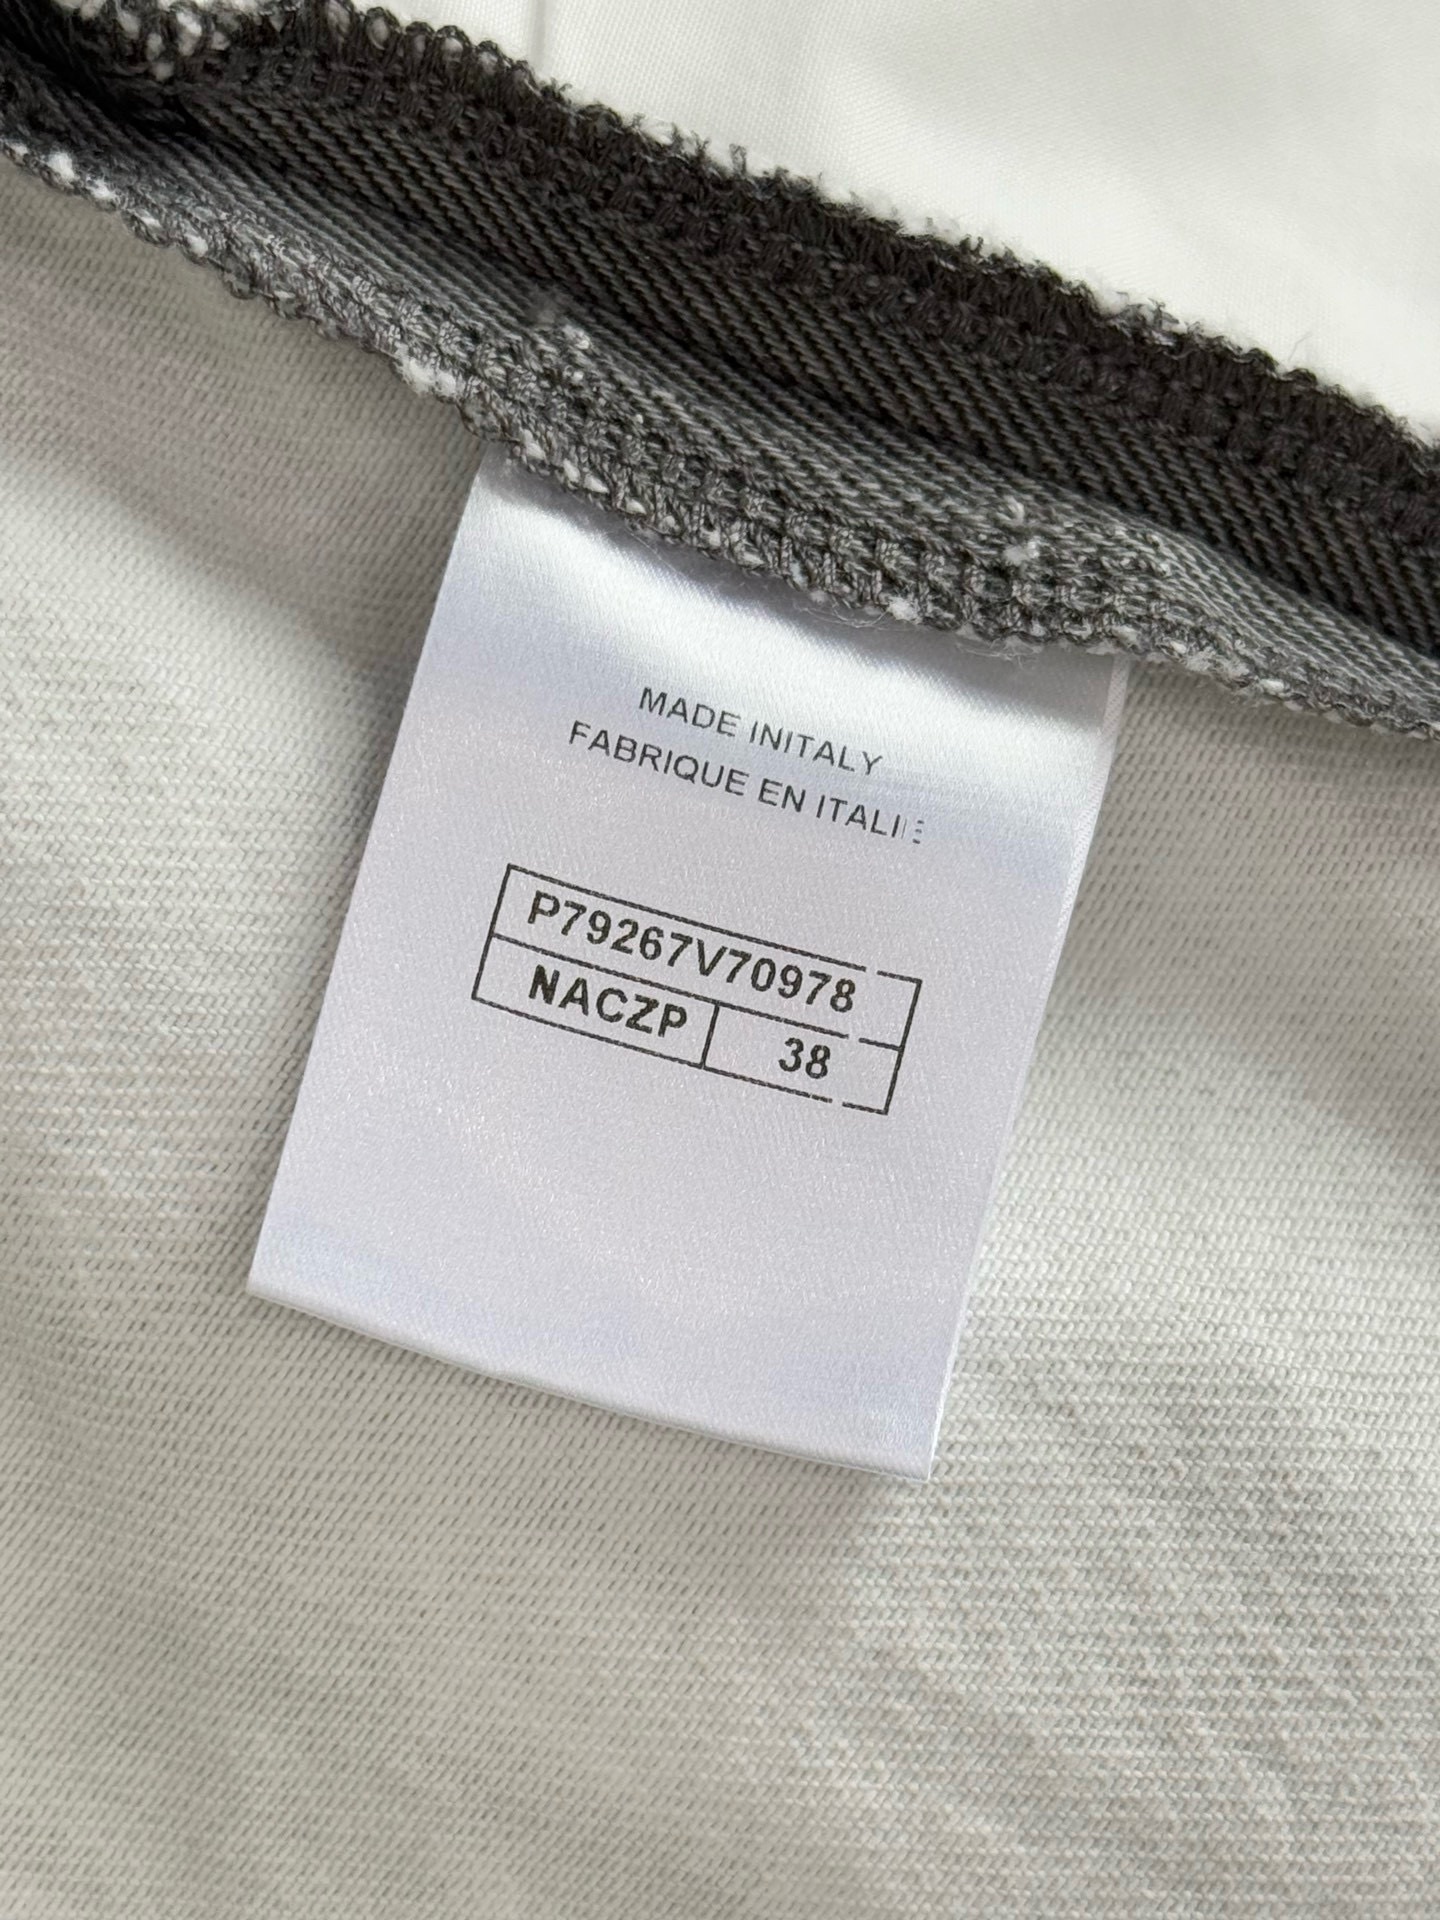 MADE INITALY
FABRIQUE EN ITALIE
P79267V70978
NACZP 38